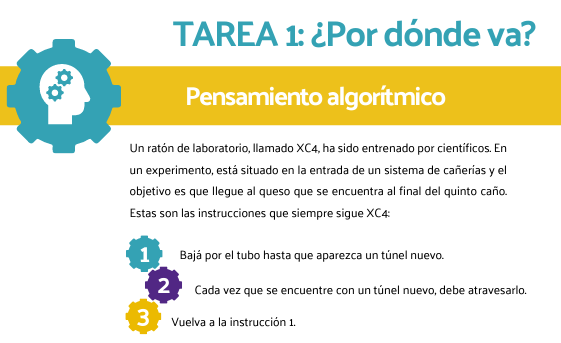 TAREA 1: ¿Por dónde va?
Pensamiento algorítmico
Un ratón de laboratorio, llamado XC4, ha sido entrenado por científicos. En
un experimento, está situado en la entrada de un sistema de cañerías y el
objetivo es que llegue al queso que se encuentra al final del quinto caño.
Estas son las instrucciones que siempre sigue XC4:
1 Bajá por el tubo hasta que aparezca un túnel nuevo.
2 Cada vez que se encuentre con un túnel nuevo, debe atravesarlo.
3 Vuelva a la instrucción 1.